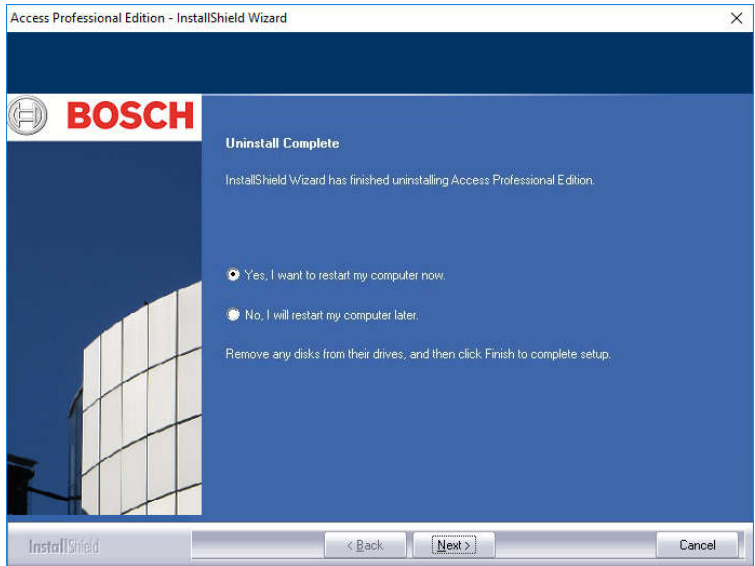 Access Professional Edition - InstallShield Wizard
BOSCH
Uninstall Complete
InstallShield Wizard has finished uninstalling Access Professional Edition.
Yes, I want to restart my computer now.
No, I will restart my computer later.
Remove any disks from their drives, and then click Finish to complete setup.
InstallShield
< Back
Next >
Cancel